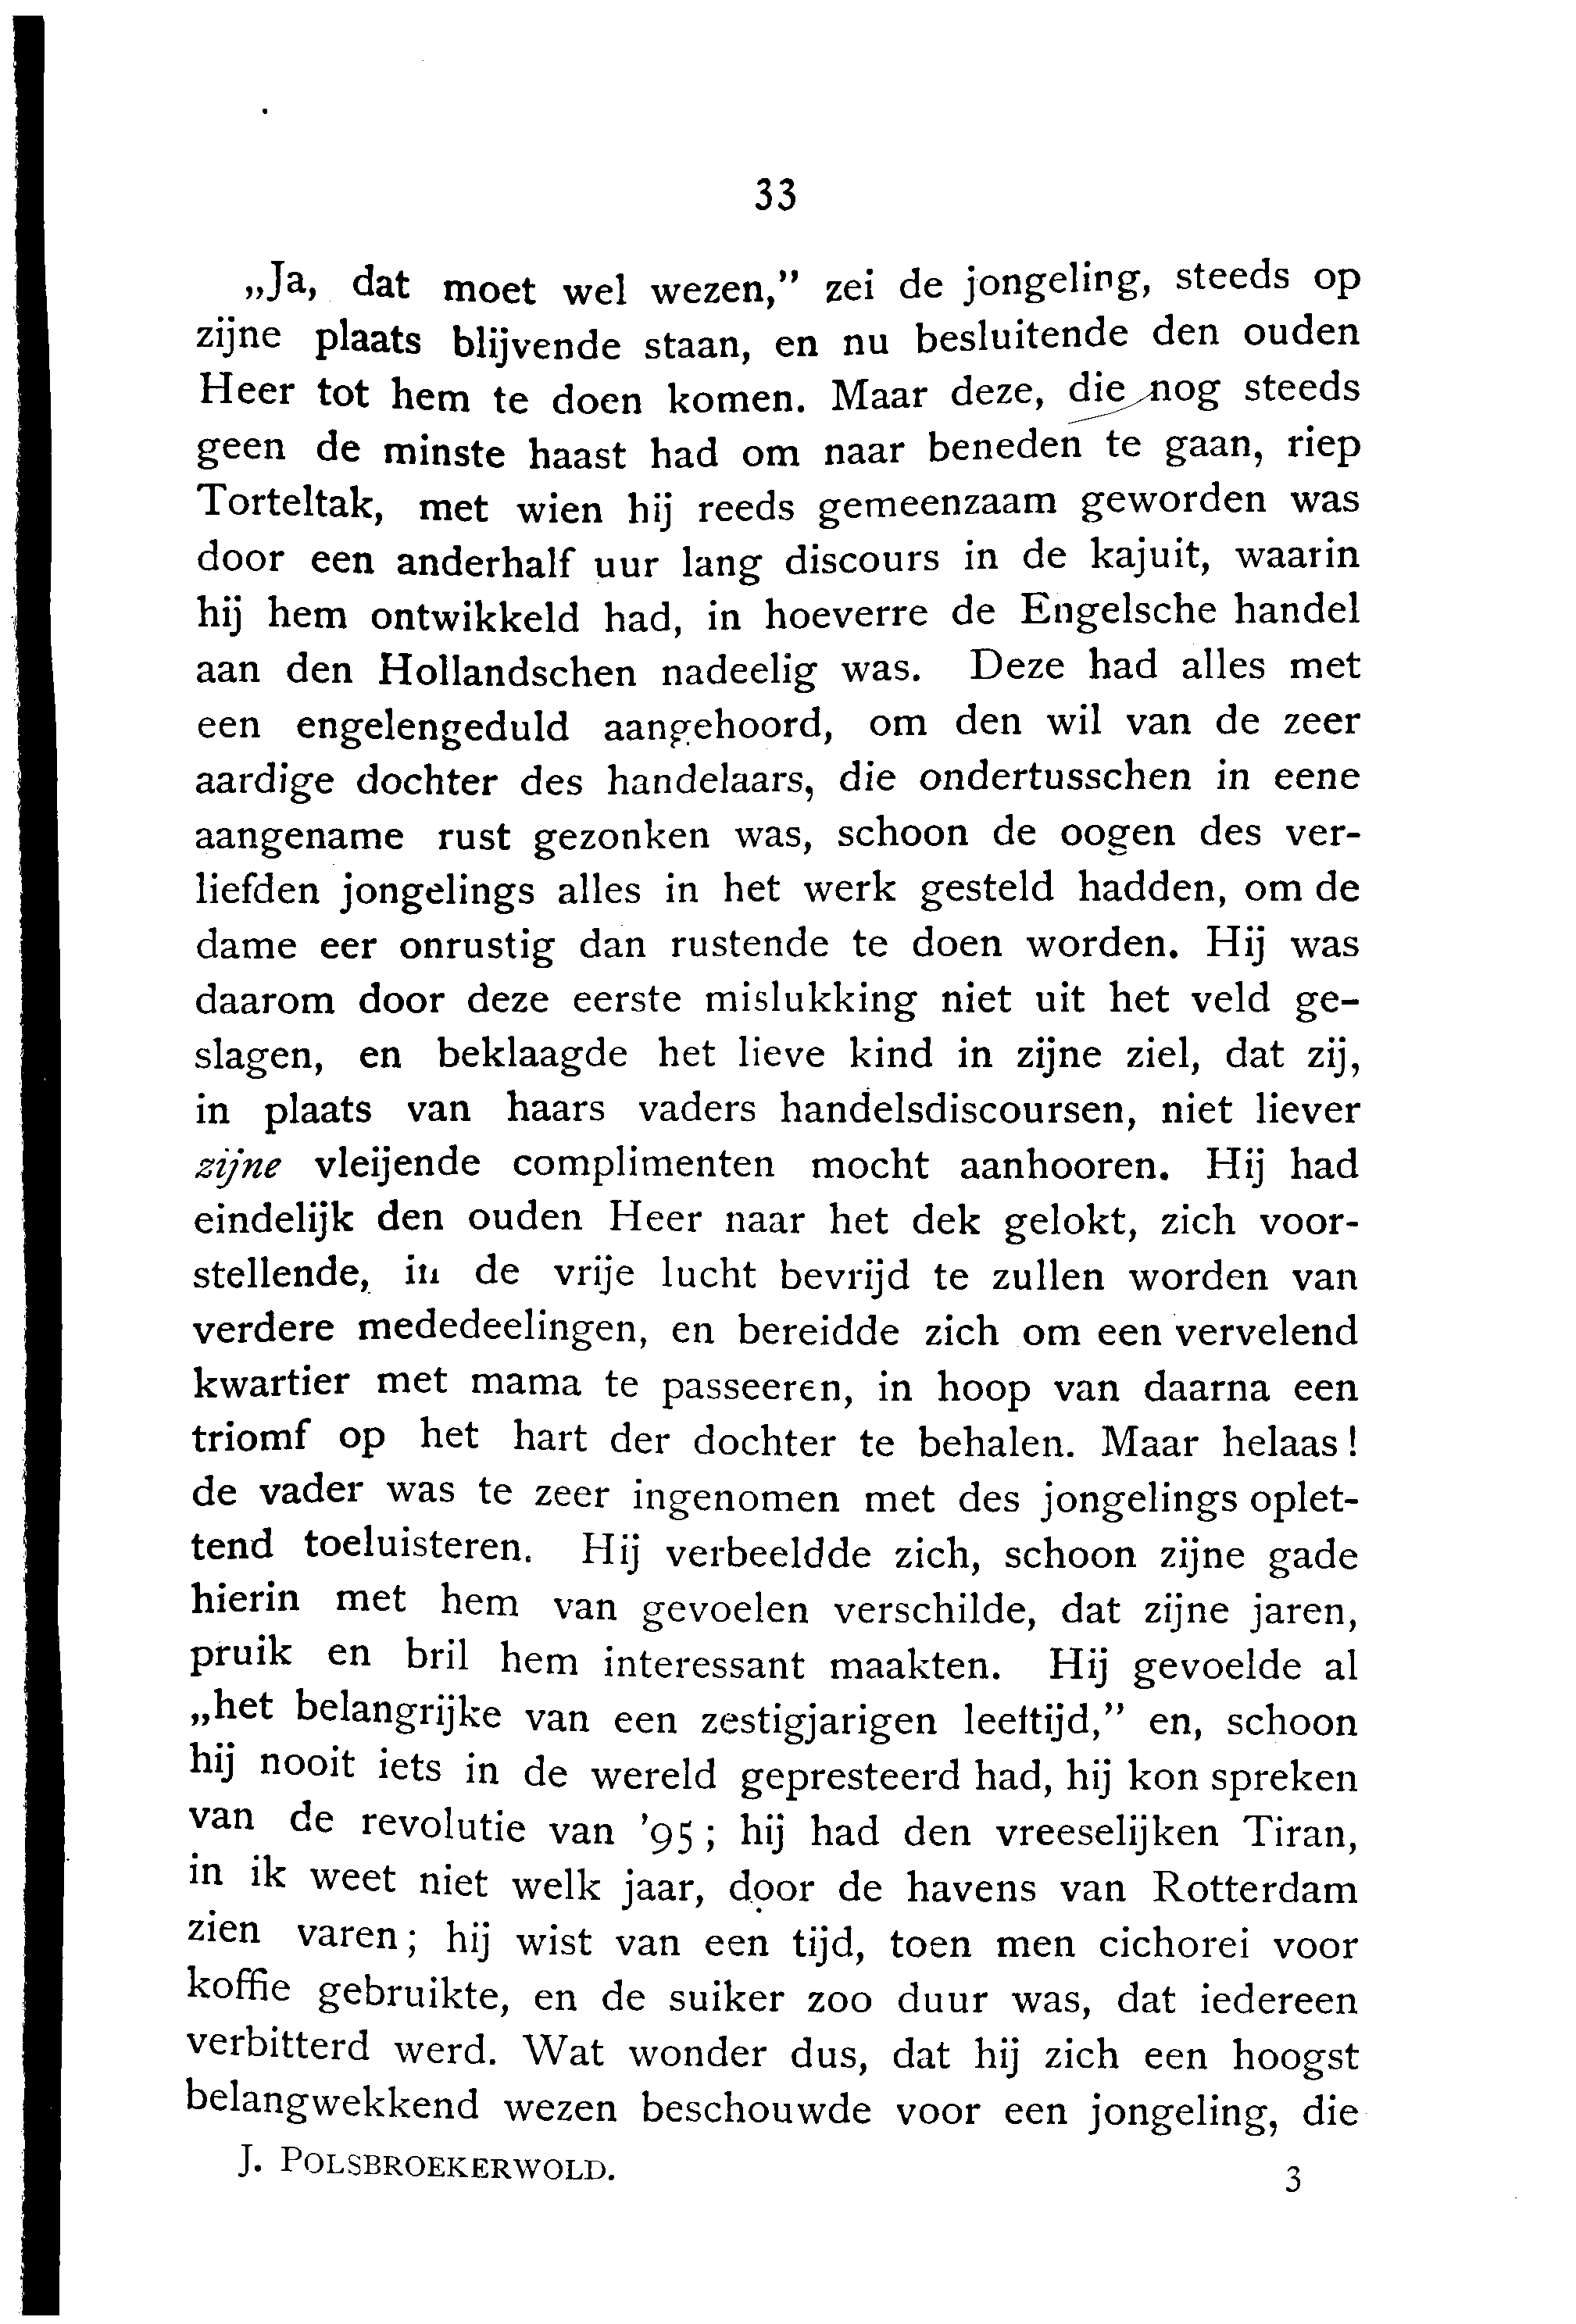 33
„Ja, dat moet wel wezen,” zei de jongeling, steeds op
zijne plaats blijvende staan, en nu besluitende den ouden
Heer tot hem te doen komen. Maar deze, die nog steeds
geen de minste haast had om naar beneden te gaan, riep
Torteltak, met wien hij reeds gemeenzaam geworden was
door een anderhalf uur lang discours in de kajuit, waarin
hij hem ontwikkeld had, in hoeverre de Engelsche handel
aan den Hollandschen nadeelig was. Deze had alles met
een engelengeduld aangehoord, om den wil van de zeer
aardige dochter des handelaars, die ondertusschen in eene
aangename rust gezonken was, schoon de oogen des ver-
liefden jongelings alles in het werk gesteld hadden, om de
dame eer onrustig dan rustende te doen worden. Hij was
daarom door deze eerste mislukking niet uit het veld ge-
slagen, en beklaagde het lieve kind in zijne ziel, dat zij,
in plaats van haars vaders handelsdiscoursen, niet liever
zijne vleijende complimenten mocht aanhooren. Hij had
eindelijk den ouden Heer naar het dek gelokt, zich voor-
stellende, in de vrije lucht bevrijd te zullen worden van
verdere mededeelingen, en bereidde zich om een vervelend
kwartier met mama te passeeren, in hoop van daarna een
triomf op het hart der dochter te behalen. Maar helaas!
de vader was te zeer ingenomen met des jongelings oplet-
tend toeluisteren. Hij verbeeldde zich, schoon zijne gade
hierin met hem van gevoelen verschilde, dat zijne jaren,
pruik en bril hem interessant maakten. Hij gevoelde al
„het belangrijke van een zestigjarigen leeftijd,” en, schoon
hij nooit iets in de wereld gepresteerd had, hij kon spreken
van de revolutie van '95; hij had den vreeselijken Tiran,
in ik weet niet welk jaar, door de havens van Rotterdam
zien varen; hij wist van een tijd, toen men cichorei voor
koffie gebruikte, en de suiker zoo duur was, dat iedereen
verbitterd werd. Wat wonder dus, dat hij zich een hoogst
belangwekkend wezen beschouwde voor een jongeling, die
J. POLSBROEKERWOLD. 3